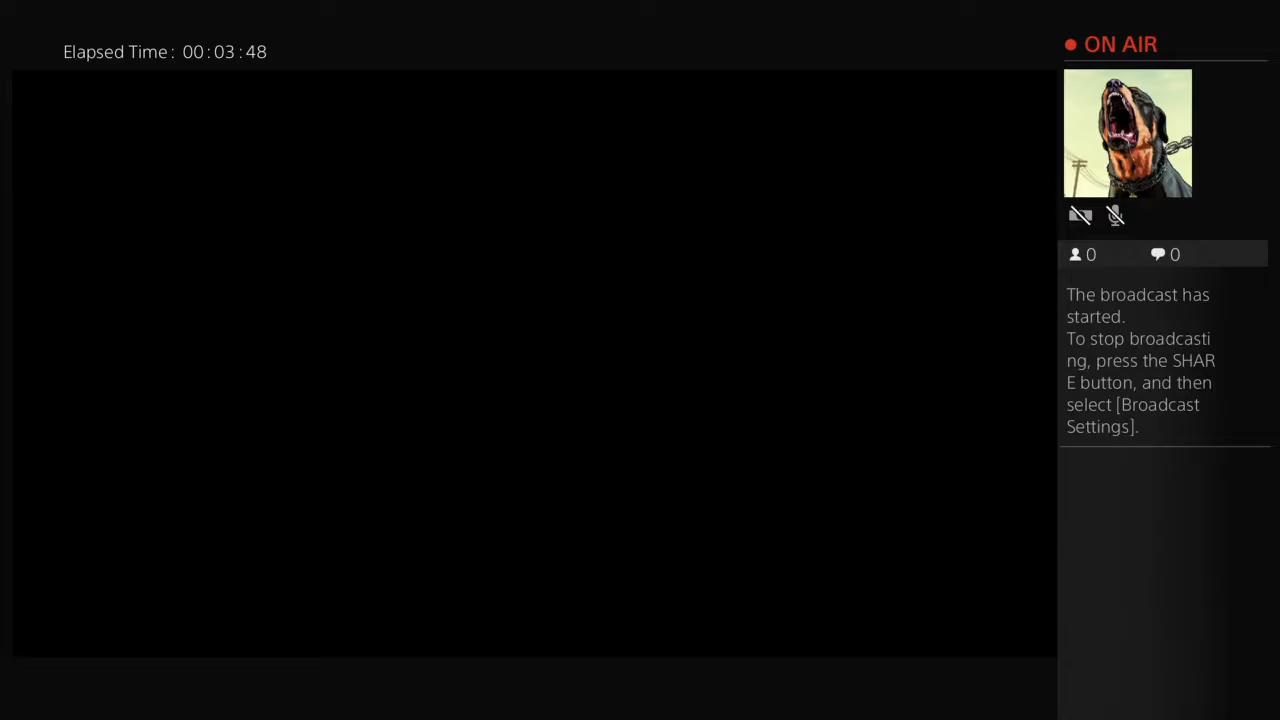 Elapsed Time: 00:03:48
ON AIR
0 0
The broadcast has
started.
To stop broadcasti
ng, press the SHAR
E button, and then
select [Broadcast
Settings].